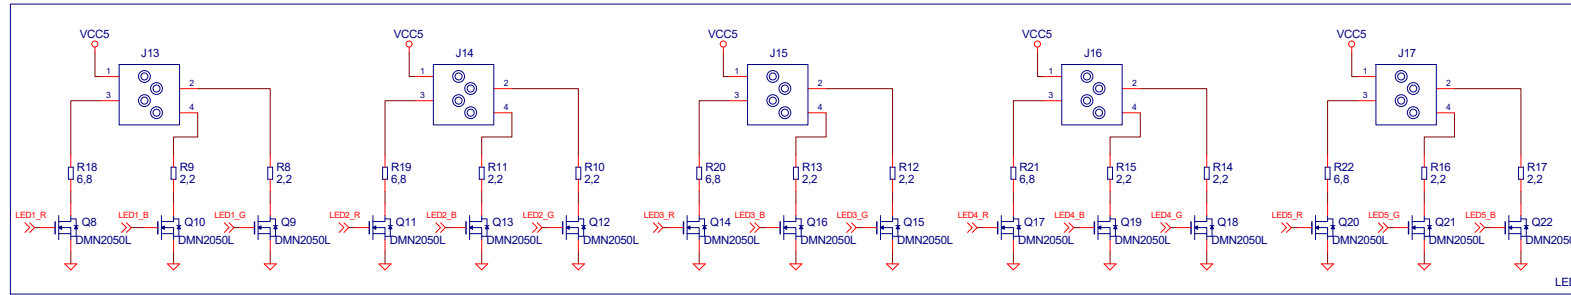 VCC5 VCC5 VCC5 VCC5 VCC5
J13 J14 J15 J16 J17
1 2 1 2 1 2 1 2 1 2
3 4 3 4 3 4 3 4 3 4
R18 R9 R8 R19 R11 R10 R20 R13 R12 R21 R15 R14 R22 R16 R17
6,8 2,2 2,2 6,8 2,2 2,2 6,8 2,2 2,2 6,8 2,2 2,2 6,8 2,2 2,2
LED1_R LED1_B LED1_G LED2_R LED2_B LED2_G LED3_R LED3_B LED3_G LED4_R LED4_B LED4_G LED5_R LED5_G LED5_B
Q8 Q10 Q9 Q11 Q13 Q12 Q14 Q16 Q15 Q17 Q19 Q18 Q20 Q21 Q22
DMN2050L DMN2050L DMN2050L DMN2050L DMN2050L DMN2050L DMN2050L DMN2050L DMN2050L DMN2050L DMN2050L DMN2050L DMN2050L DMN2050L DMN2050
LED